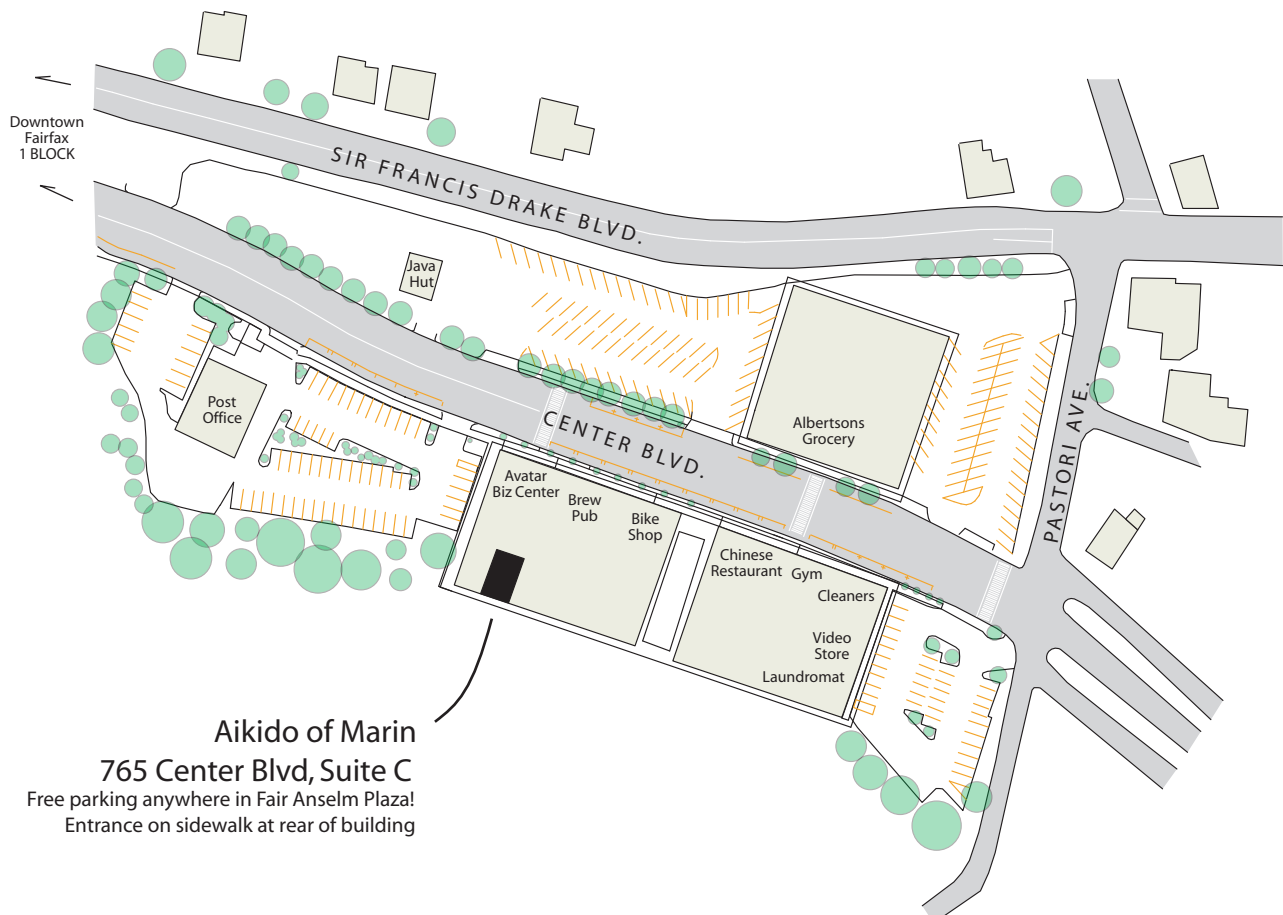 Downtown
Fairfax
1 BLOCK
SIR FRANCIS DRAKE BLVD.
Java
Hut
Post
Office
CENTER BLVD.
Albertsons
Grocery
PASTORI AVE.
Avatar
Biz Center
Brew
Pub
Bike
Shop
Chinese
Restaurant
Gym
Cleaners
Video
Store
Laundromat
Aikido of Marin
765 Center Blvd, Suite C
Free parking anywhere in Fair Anselm Plaza!
Entrance on sidewalk at rear of building